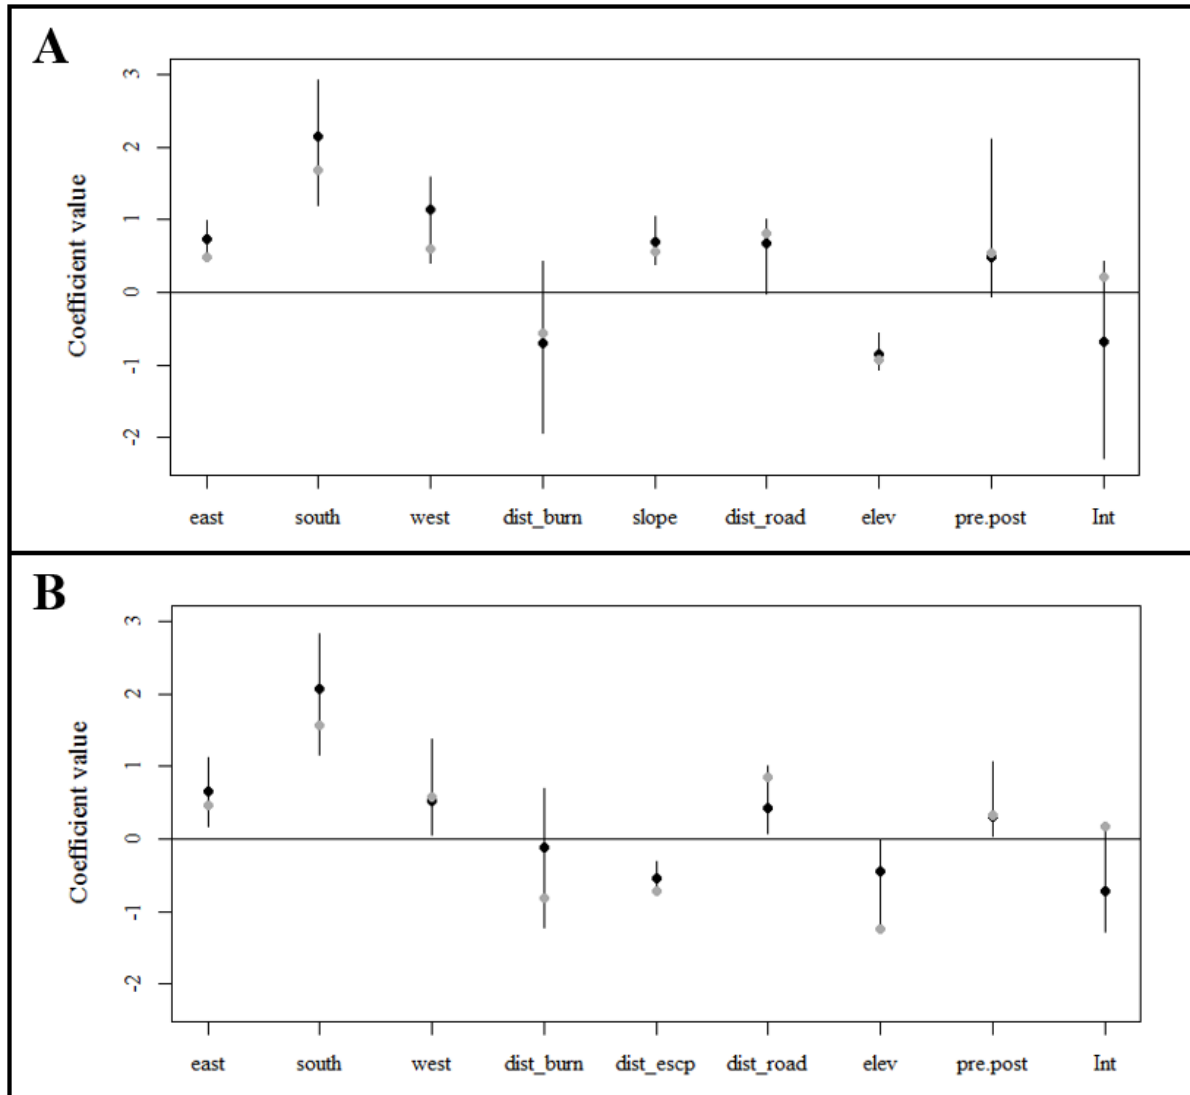 A
Coefficient value
3
2
1
0
-1
-2
east south west dist_burn slope dist_road elev pre.post Int
B
Coefficient value
3
2
1
0
-1
-2
east south west dist_burn dist_escp dist_road elev pre.post Int